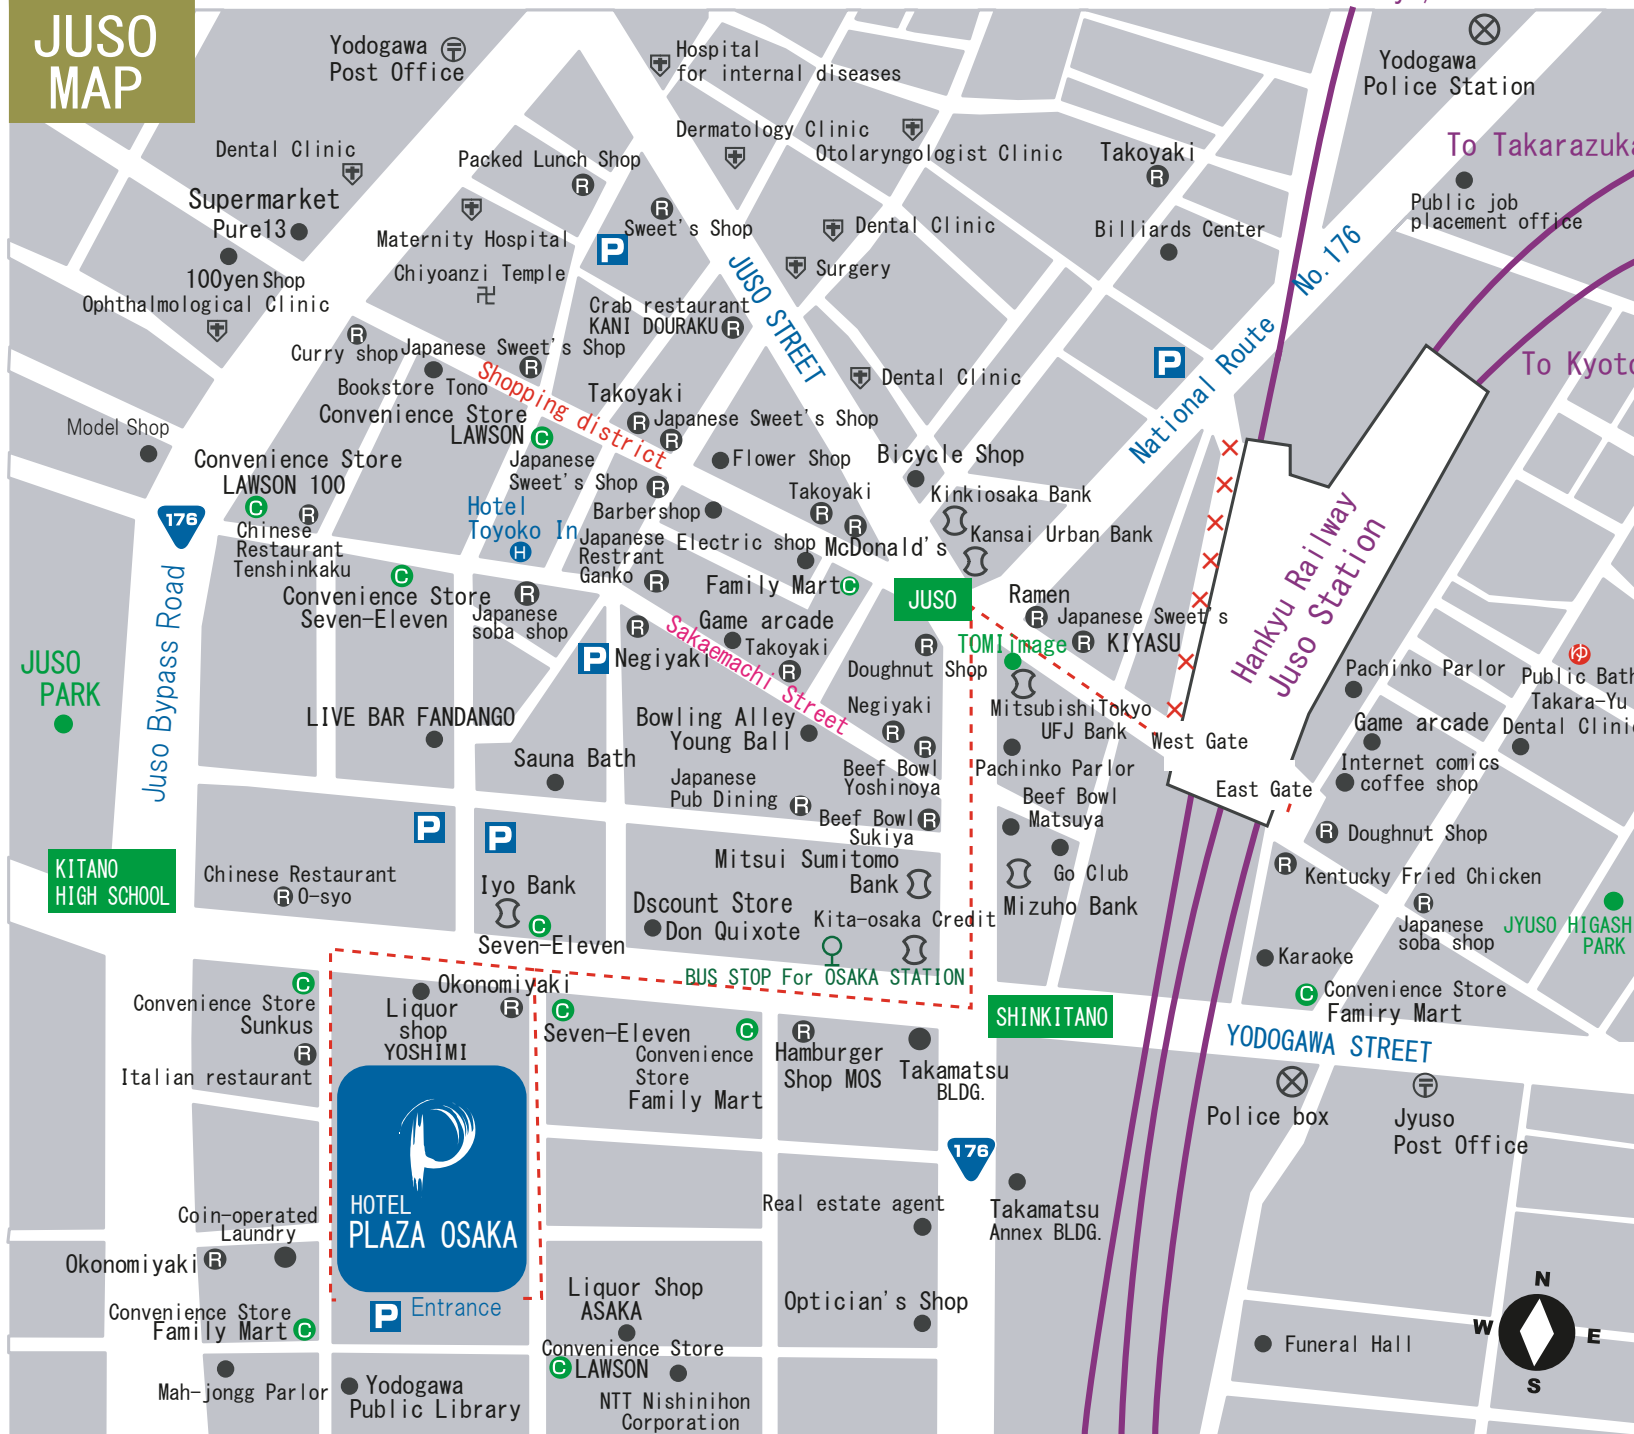 JUSO
MAP
Yodogawa
Post Office
Hospital
for internal diseases
Yodogawa
Police Station
Dental Clinic
Packed Lunch Shop
Dermatology Clinic
Otolaryngologist Clinic
Takoyaki
R
To Takarazuka
Public job
placement office
Supermarket
Pure13
100yen Shop
Ophthalmological Clinic
R
R
Sweet's Shop
P
Maternity Hospital
Chiyoanzi Temple
卍
Dental Clinic
Surgery
Billiards Center
No. 176
National Route
JUSO STREET
Crab restaurant
KANI DOURAKU R
R
Curry shop
Japanese Sweet's Shop
R
Bookstore Tono
Shopping district
Convenience Store
LAWSON C
Takoyaki
R
Japanese Sweet's Shop
R
Dental Clinic
P
To Kyoto
Model Shop
Convenience Store
LAWSON 100
C
R
Chinese
Restaurant
Tenshinkaku
176
Juso Bypass Road
Japanese
Sweet's Shop R
Flower Shop
Barbershop
Bicycle Shop
Kinkiosaka Bank
Kansai Urban Bank
Takoyaki
R
R
McDonald's
Electric shop
Hotel
Toyoko In
H
Japanese
Restrant
Ganko R
Family Mart C
C
Convenience Store
Seven-Eleven
R
Japanese
soba shop
P
R
Negiyaki
Game arcade
Takoyaki
R
Sakaemachi Street
JUSO
R
Doughnut Shop
Ramen
R
Japanese Sweet's
R KIYASU
TOMIimage
Hankyu Railway
Juso Station
MitsubishiTokyo
UFJ Bank
West Gate
East Gate
JUSO
PARK
LIVE BAR FANDANGO
Sauna Bath
Bowling Alley
Young Ball
Negiyaki
R
R
Beef Bowl
Yoshinoya
Japanese
Pub Dining R
Beef Bowl R
Sukiya
Pachinko Parlor
Beef Bowl
Matsuya
Go Club
Mizuho Bank
Pachinko Parlor
Public Bath
Takara-Yu
ゆ
Game arcade
Dental Clinic
Internet comics
coffee shop
R Doughnut Shop
R
Kentucky Fried Chicken
R
Japanese
soba shop
JYUSO HIGASH
PARK
P
P
KITANO
HIGH SCHOOL
Chinese Restaurant
R O-syo
Iyo Bank
C
Seven-Eleven
Dscount Store
Don Quixote
Mitsui Sumitomo
Bank
Kita-osaka Credit
BUS STOP For OSAKA STATION
Karaoke
C
Convenience Store
Famiry Mart
SHINKITANO
YODOGAWA STREET
C
Convenience Store
Sunkus
R
Italian restaurant
Okonomiyaki
R
Liquor
shop
YOSHIMI
C
Seven-Eleven
C
Convenience
Store
Family Mart
R
Hamburger
Shop MOS
Takamatsu
BLDG.
Police box
Jyuso
Post Office
HOTEL
PLAZA OSAKA
176
Real estate agent
Takamatsu
Annex BLDG.
Coin-operated
Laundry
Okonomiyaki R
P Entrance
Convenience Store
Family Mart C
Liquor Shop
ASAKA
Optician's Shop
Convenience Store
C LAWSON
Mah-jongg Parlor
Yodogawa
Public Library
NTT Nishinihon
Corporation
Funeral Hall
N
W
E
S